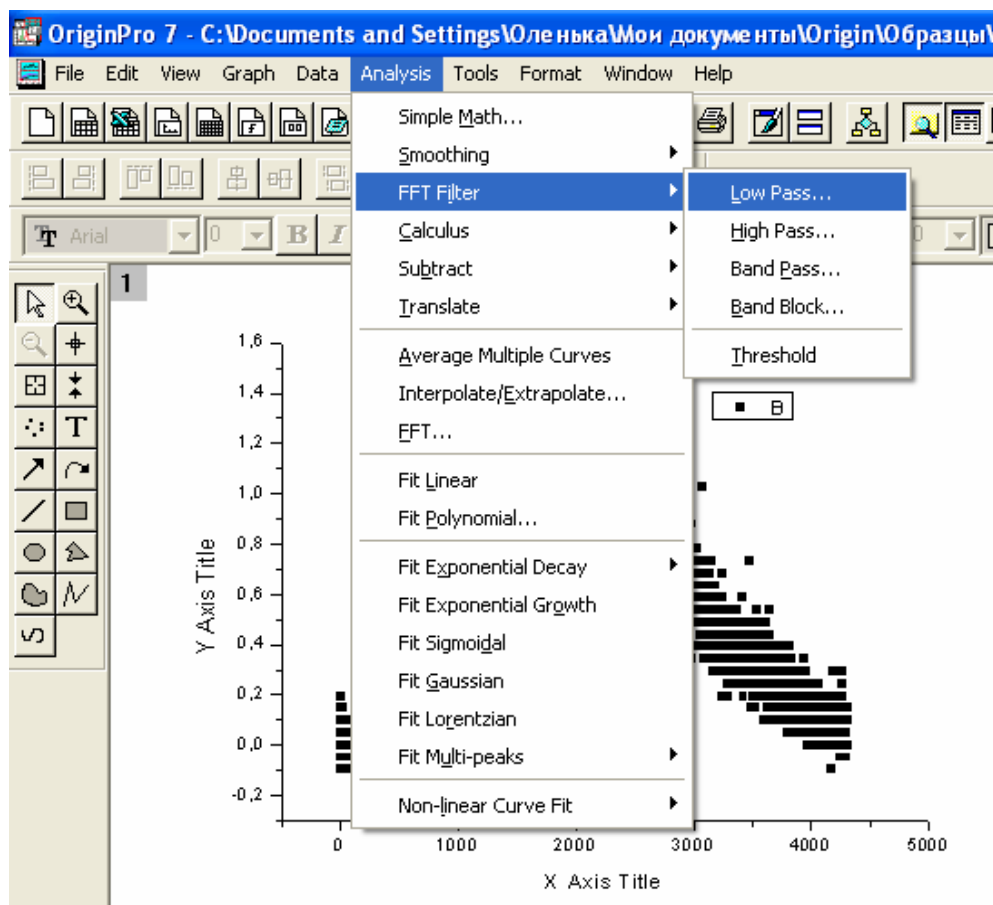 OriginPro 7 - C:\Documents and Settings\Оленька\Мои документы\Origin\Образцы\
File Edit View Graph Data Analysis Tools Format Window Help
Simple Math...
Smoothing
FFT Filter
Low Pass...
Arial 0 B I
Calculus
High Pass...
0
Subtract
Band Pass...
1
Translate
Band Block...
Average Multiple Curves
Threshold
Interpolate/Extrapolate...
B
FFT...
T
Fit Linear
Fit Polynomial...
Fit Exponential Decay
Fit Exponential Growth
Fit Sigmoidal
Fit Gaussian
Fit Lorentzian
Fit Multi-peaks
Non-linear Curve Fit
1,6
1,4
1,2
1,0
0,8
0,6
0,4
0,2
0,0
-0,2
Y Axis Title
0 1000 2000 3000 4000 5000
X Axis Title